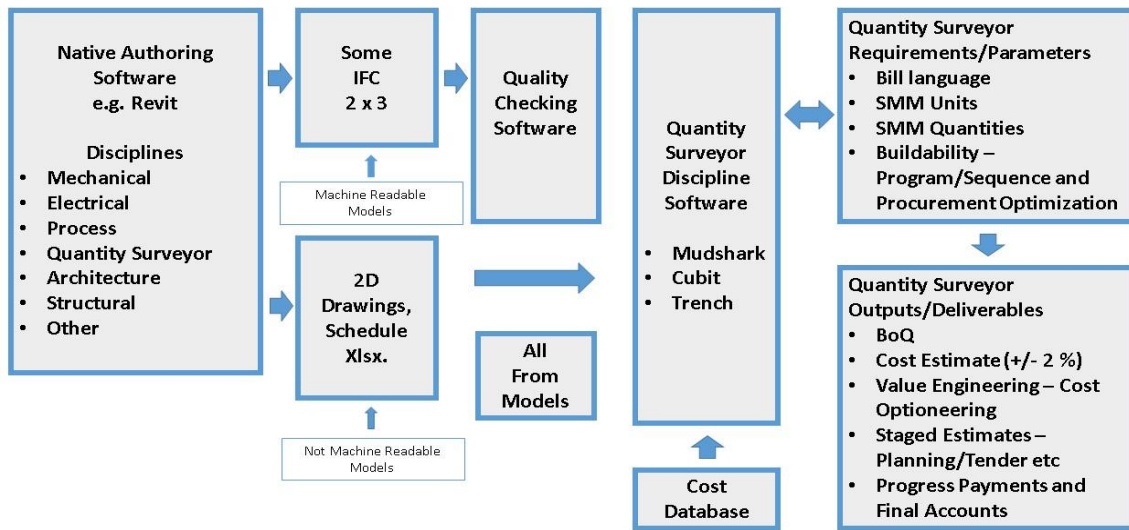 Native Authoring
Software
e.g. Revit
Disciplines
• Mechanical
• Electrical
• Process
• Quantity Surveyor
• Architecture
• Structural
• Other
Some
IFC
2 x 3
Machine Readable
Models
2D
Drawings,
Schedule
Xlsx.
Not Machine Readable
Models
Quality
Checking
Software
All
From
Models
Quantity
Surveyor
Discipline
Software
• Mudshark
• Cubit
• Trench
Cost
Database
Quantity Surveyor
Requirements/Parameters
• Bill language
• SMM Units
• SMM Quantities
• Buildability –
Program/Sequence and
Procurement Optimization
Quantity Surveyor
Outputs/Deliverables
• BoQ
• Cost Estimate (+/- 2 %)
• Value Engineering – Cost
Optioneering
• Staged Estimates –
Planning/Tender etc
• Progress Payments and
Final Accounts